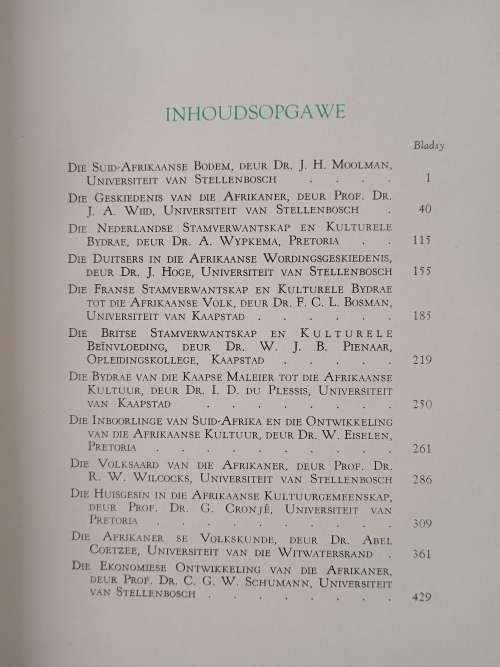 INHOUDSOPGAWE
Bladsy
Die Suid-Afrikaanse Bodem, deur Dr. J. H. Moolman,
Universiteit van Stellenbosch . . . . 1
Die Geskiedenis van die Afrikaner, deur Prof. Dr.
J. A. Wiid, Universiteit van Stellenbosch . 40
Die Nederlandse Stamverwantskap en Kulturele
Bydrae, deur Dr. A. Wypkema, Pretoria . . 115
Die Duitsers in die Afrikaanse Wordingsgeskiedenis,
deur Dr. J. Hoge, Universiteit van Stellenbosch 155
Die Franse Stamverwantskap en Kulturele Bydrae
tot die Afrikaanse Volk, deur Dr. F. C. L. Bosman,
Universiteit van Kaapstad . . . . . . 185
Die Britse Stamverwantskap en Kulturele
Beïnvloeding, deur Dr. W. J. B. Pienaar,
Opleidingskollege, Kaapstad . . . . . 219
Die Bydrae van die Kaapse Maleier tot die Afrikaanse
Kultuur, deur Dr. I. D. du Plessis, Universiteit
van Kaapstad . . . . . . . 250
Die Inboorlinge van Suid-Afrika en die Ontwikkeling
van die Afrikaanse Kultuur, deur Dr. W. Eiselen,
Pretoria . . . . . . . . . . 261
Die Volksaard van die Afrikaner, deur Prof. Dr.
R. W. Wilcocks, Universiteit van Stellenbosch 286
Die Huisgesin in die Afrikaanse Kultuurgemeenskap,
deur Prof. Dr. G. Cronjé, Universiteit van
Pretoria . . . . . . . . . . 309
Die Afrikaner se Volkskunde, deur Dr. Abel
Coetzee, Universiteit van die Witwatersrand . 361
Die Ekonomiese Ontwikkeling van die Afrikaner,
deur Prof. Dr. C. G. W. Schumann, Universiteit
van Stellenbosch . . . . . . . . 429